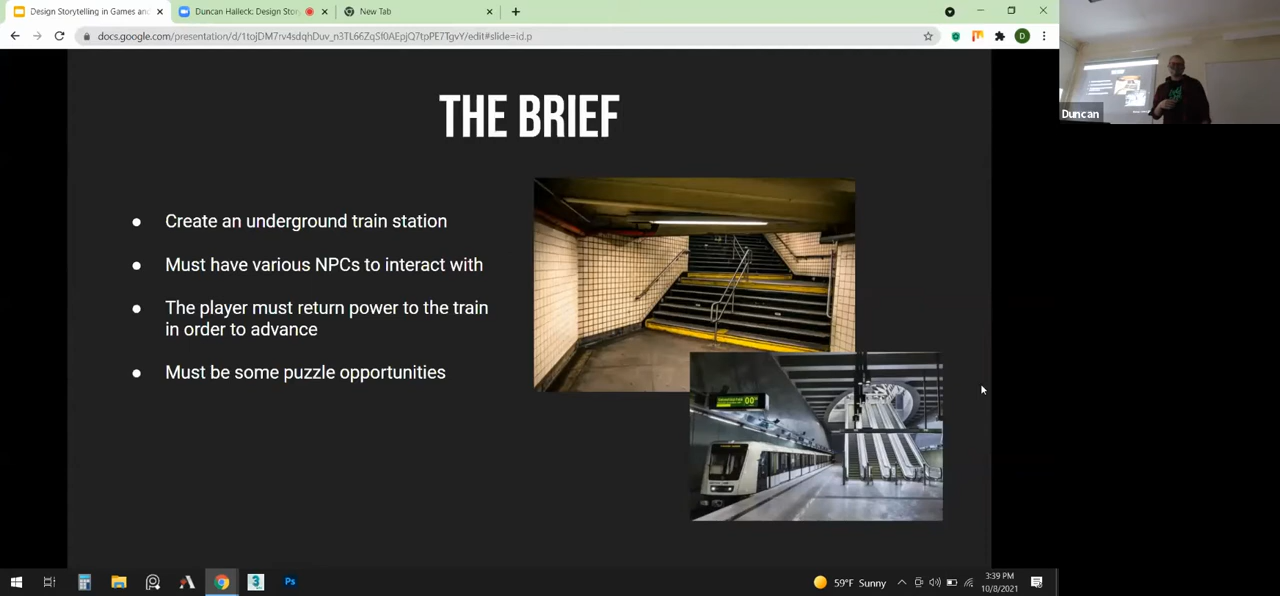 Design Storytelling in Games and
Duncan Halleck: Design Stor
New Tab
docs.google.com/presentation/d/1tojDM7rv4sdqhDuv_n3TL66ZqSf0AEpjQ7tpPE7TgvY/edit#slide=id.p
D
Duncan
THE BRIEF
● Create an underground train station
● Must have various NPCs to interact with
● The player must return power to the train
in order to advance
● Must be some puzzle opportunities
00
3
Ps
59°F Sunny
3:39 PM
10/8/2021